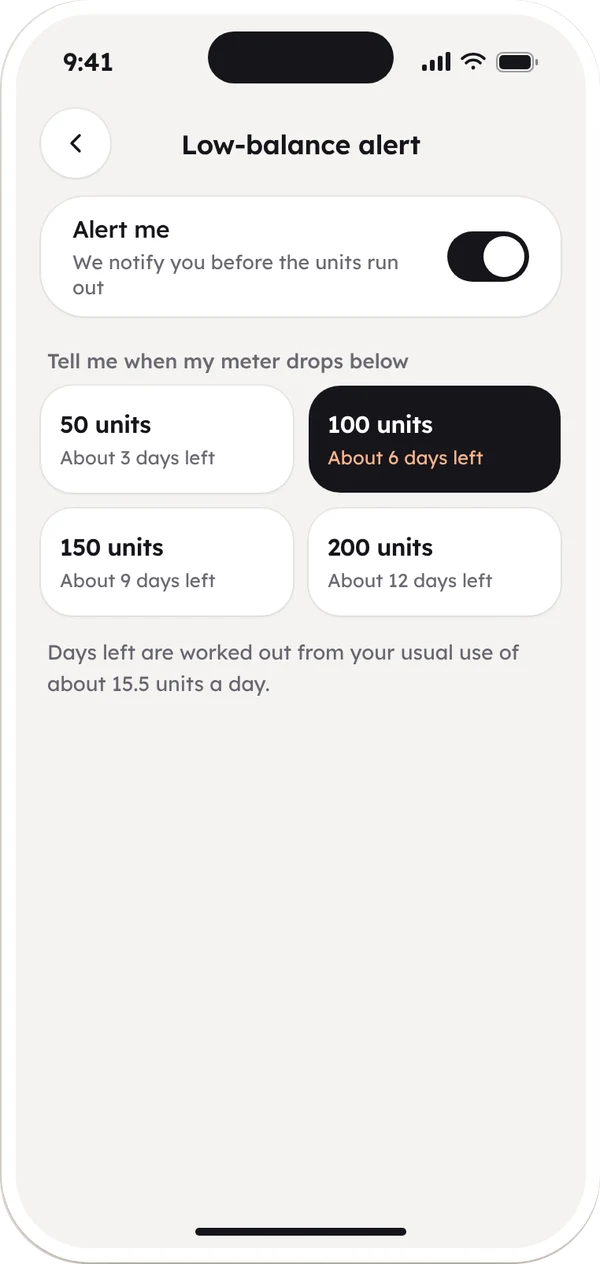 9:41
Low-balance alert
Alert me
We notify you before the units run
out
Tell me when my meter drops below
50 units
About 3 days left
100 units
About 6 days left
150 units
About 9 days left
200 units
About 12 days left
Days left are worked out from your usual use of
about 15.5 units a day.